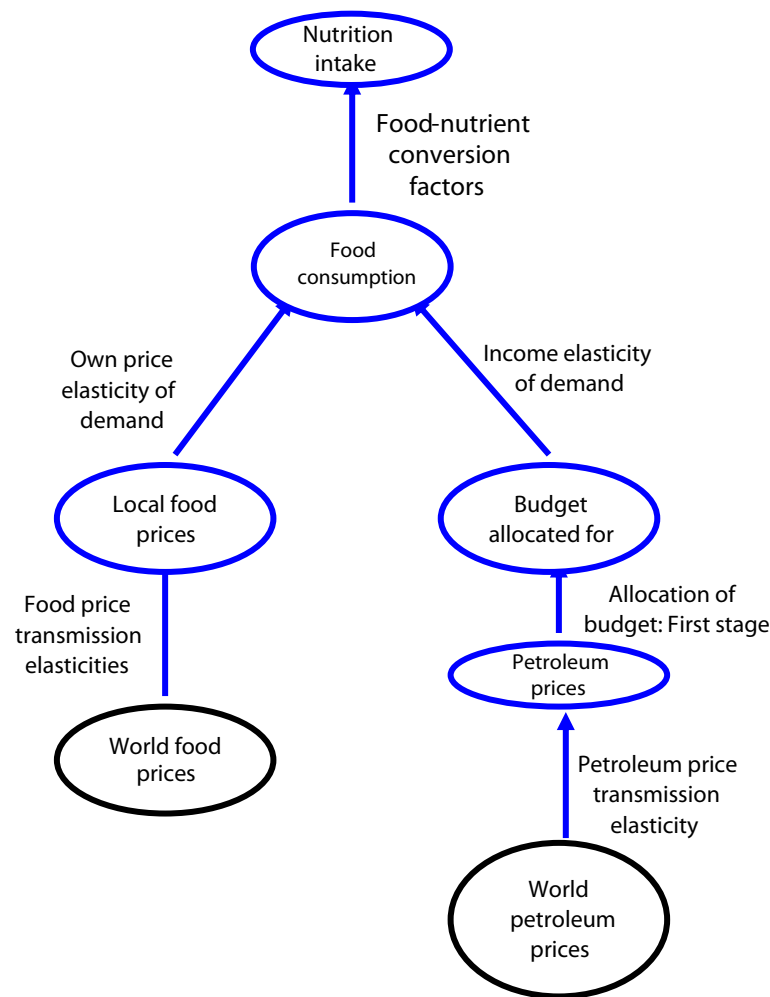 Nutrition
intake
Food-nutrient
conversion
factors
Food
consumption
Own price
elasticity of
demand
Income elasticity
of demand
Local food
prices
Budget
allocated for
Food price
transmission
elasticities
Allocation of
budget: First stage
Petroleum
prices
World food
prices
Petroleum price
transmission
elasticity
World
petroleum
prices